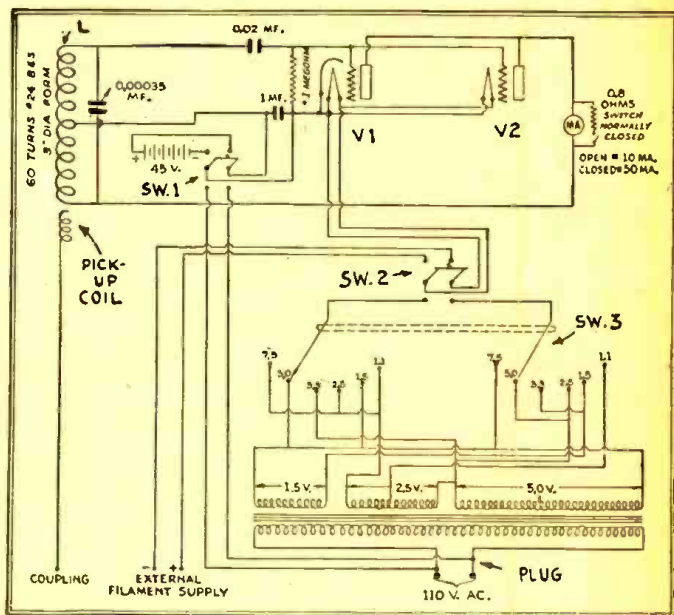 L
0.02 MF.
0.00035
MF.
60 TURNS #24 B&S
3" DIA FORM
1 MEGOHM
1 MF.
V1
V2
MA
0.8
OHMS
SWITCH
NORMALLY
CLOSED
OPEN = 10 MA.
CLOSED=50 MA.
+
-
45 V.
SW.1
PICK-
UP
COIL
SW. 2
SW. 3
7.5
5.0
3.3
2.5
1.5
1.1
7.5
5.0
3.3
2.5
1.5
1.1
1.5 V.
2.5 V.
5.0 V.
COUPLING
- +
EXTERNAL
FILAMENT SUPPLY
110 V. AC.
PLUG